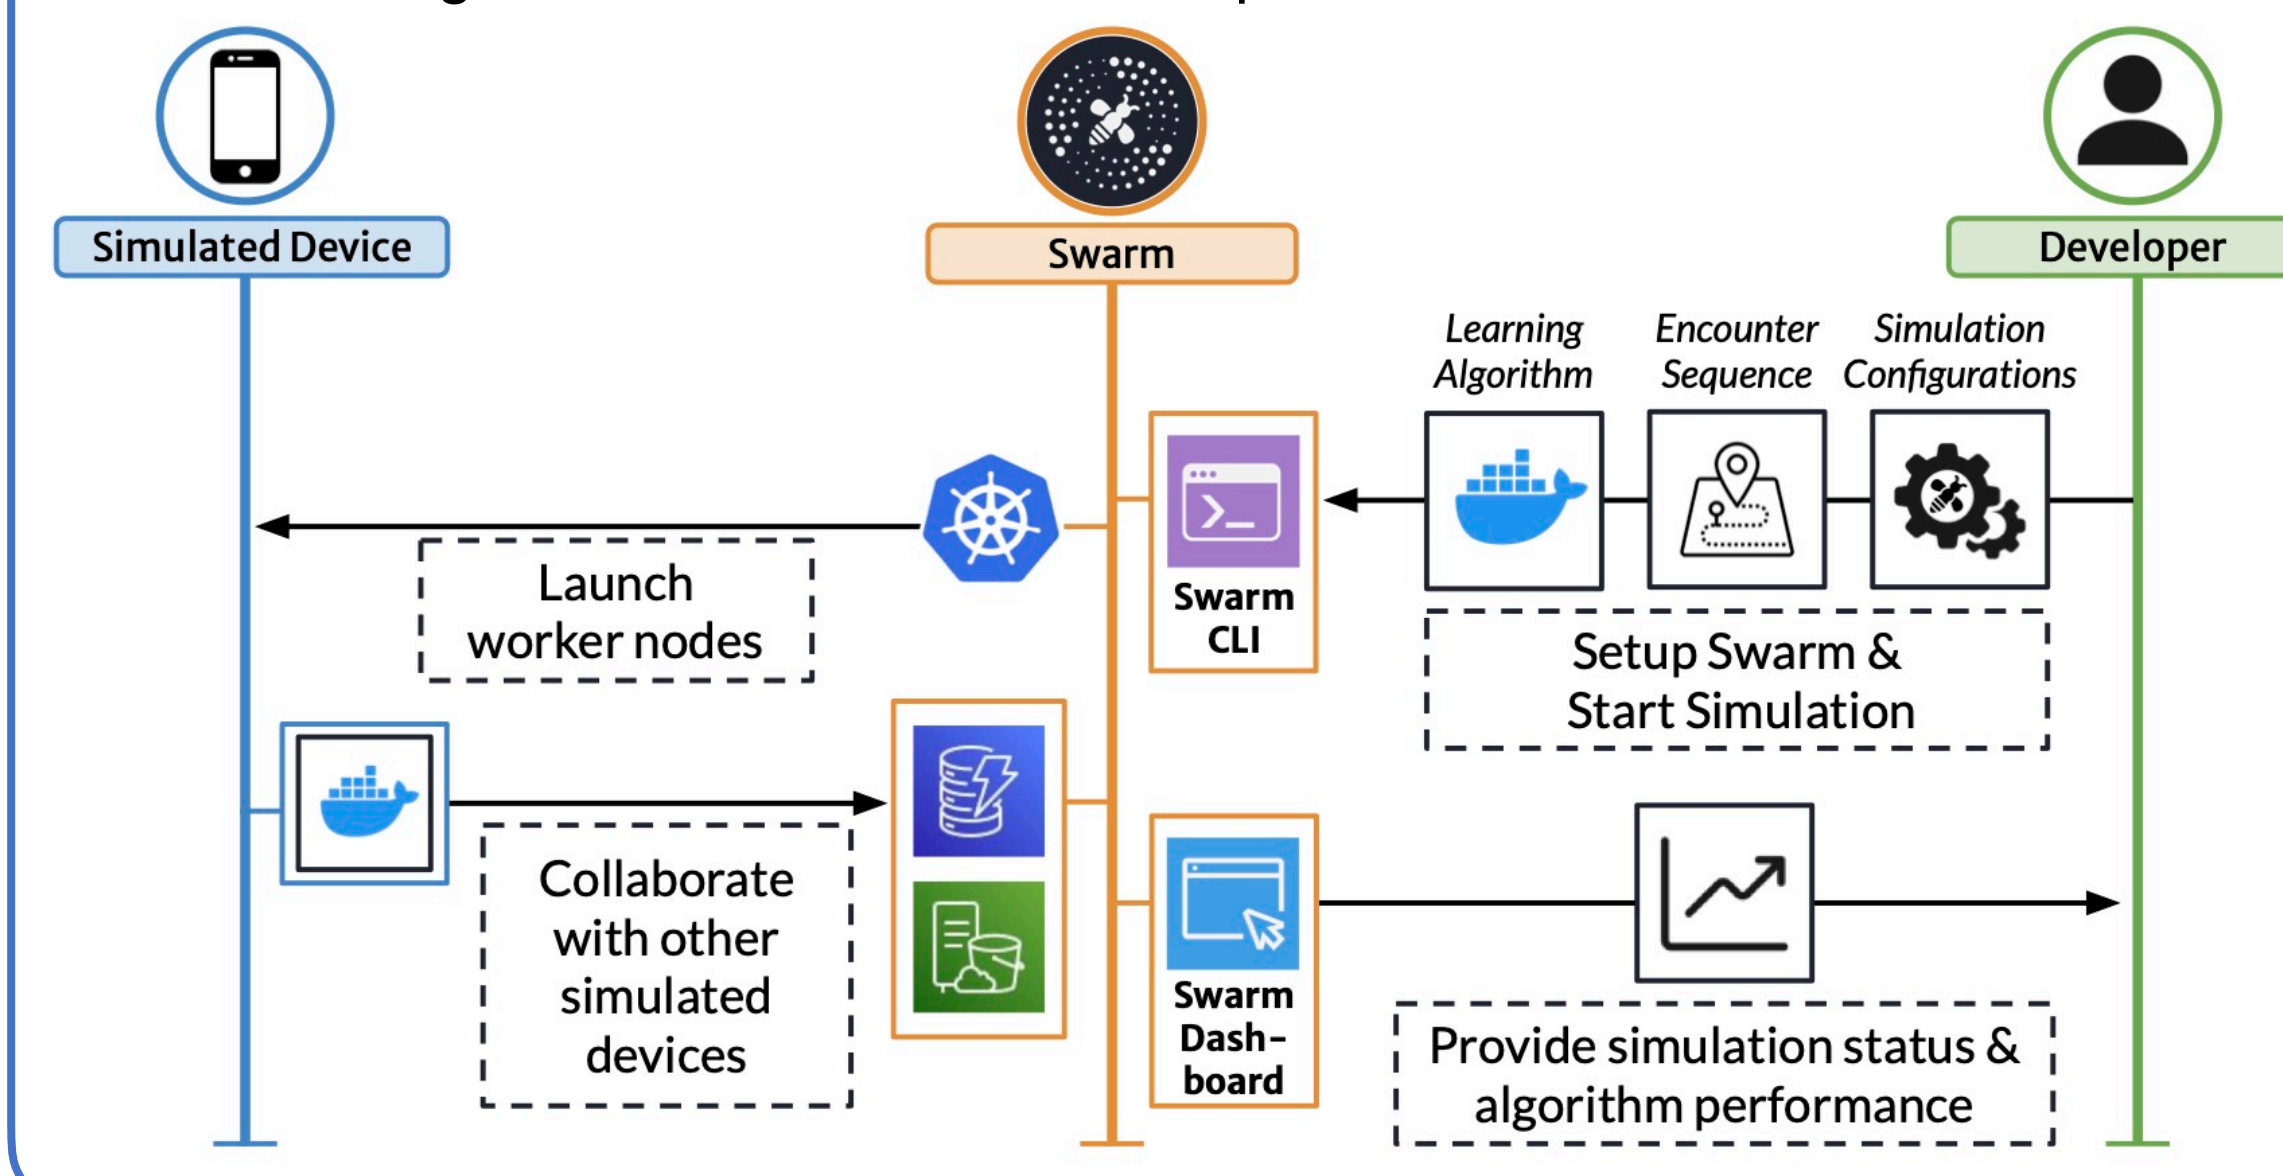 Simulated Device
Swarm
Developer
Learning
Algorithm
Encounter
Sequence
Simulation
Configurations
Launch
worker nodes
Swarm
CLI
Setup Swarm &
Start Simulation
Collaborate
with other
simulated
devices
Swarm
Dash-
board
Provide simulation status &
algorithm performance